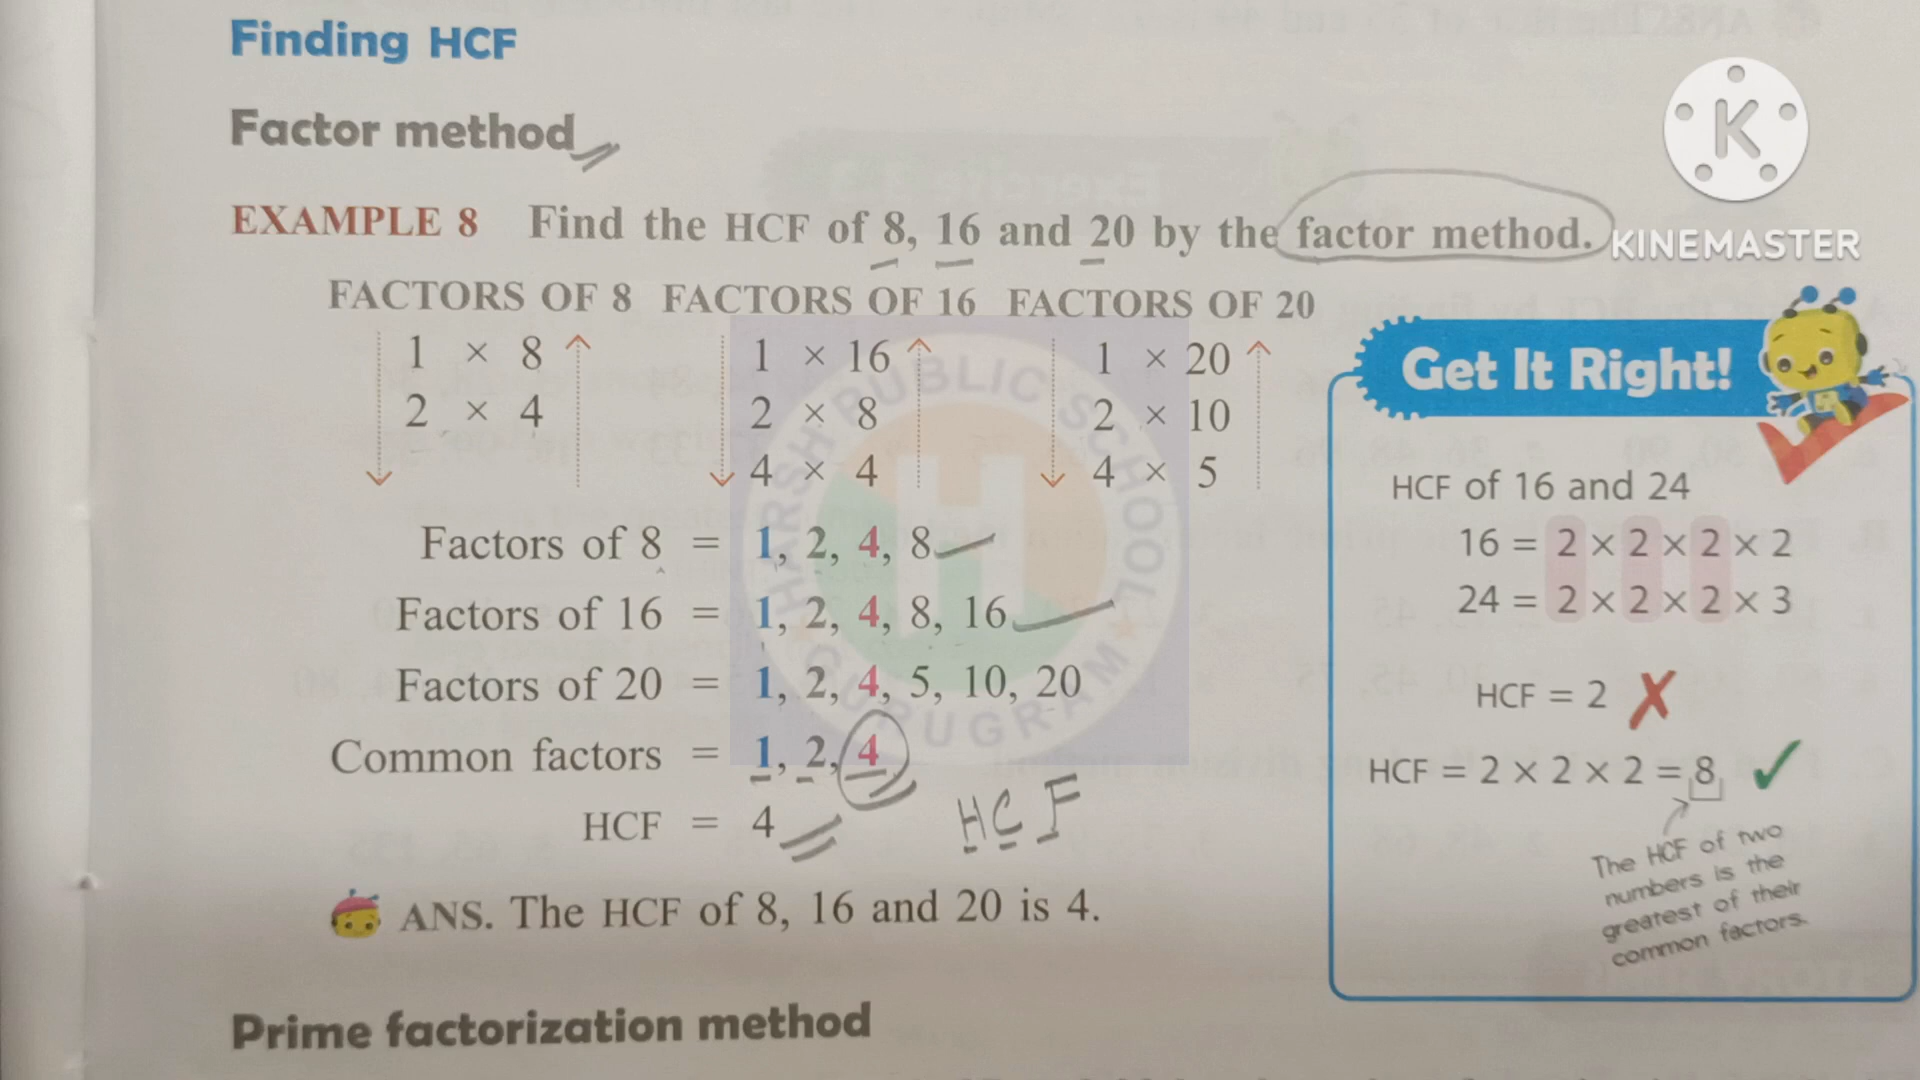 Finding HCF
Factor method
EXAMPLE 8 Find the HCF of 8, 16 and 20 by the factor method.
KINEMASTER
FACTORS OF 8 FACTORS OF 16 FACTORS OF 20
1 × 8 1 × 16 1 × 20
2 × 4 2 × 8 2 × 10
4 × 4 4 × 5
Factors of 8 = 1, 2, 4, 8
Factors of 16 = 1, 2, 4, 8, 16
Factors of 20 = 1, 2, 4, 5, 10, 20
Common factors = 1, 2, 4
HCF = 4
HCF
ANS. The HCF of 8, 16 and 20 is 4.
Prime factorization method
Get It Right!
HCF of 16 and 24
16 = 2 × 2 × 2 × 2
24 = 2 × 2 × 2 × 3
HCF = 2 ✗
HCF = 2 × 2 × 2 = 8 ✓
The HCF of two
numbers is the
greatest of their
common factors.
K
HARSH PUBLIC SCHOOL
GURUGRAM
H